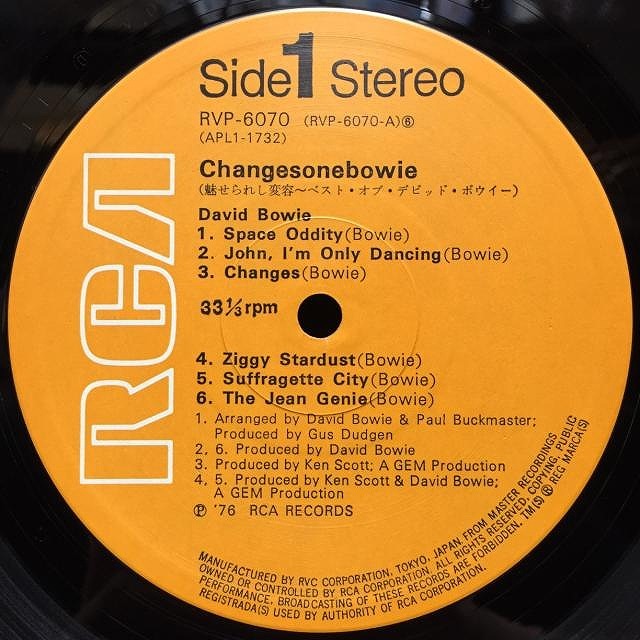 Side 1 Stereo
RVP-6070 (RVP-6070-A)⑥
(APL1-1732)
Changesonebowie
(魅せられし変容～ベスト・オブ・デビッド・ボウイー)
David Bowie
1. Space Oddity(Bowie)
2. John, I'm Only Dancing(Bowie)
3. Changes(Bowie)
33 1/3 rpm
4. Ziggy Stardust(Bowie)
5. Suffragette City(Bowie)
6. The Jean Genie(Bowie)
1. Arranged by David Bowie & Paul Buckmaster;
Produced by Gus Dudgen
2, 6. Produced by David Bowie
3. Produced by Ken Scott; A GEM Production
4, 5. Produced by Ken Scott & David Bowie;
A GEM Production
Ⓟ '76 RCA RECORDS
RCA
MANUFACTURED BY RVC CORPORATION, TOKYO, JAPAN, FROM MASTER RECORDINGS
OWNED OR CONTROLLED BY RCA CORPORATION. ALL RIGHTS RESERVED, COPYING, PUBLIC
PERFORMANCE, BROADCASTING OF THESE RECORDS ARE FORBIDDEN. TM(S) ® REG MARCA(S)
REGISTRADA(S) USED BY AUTHORITY OF RCA CORPORATION.